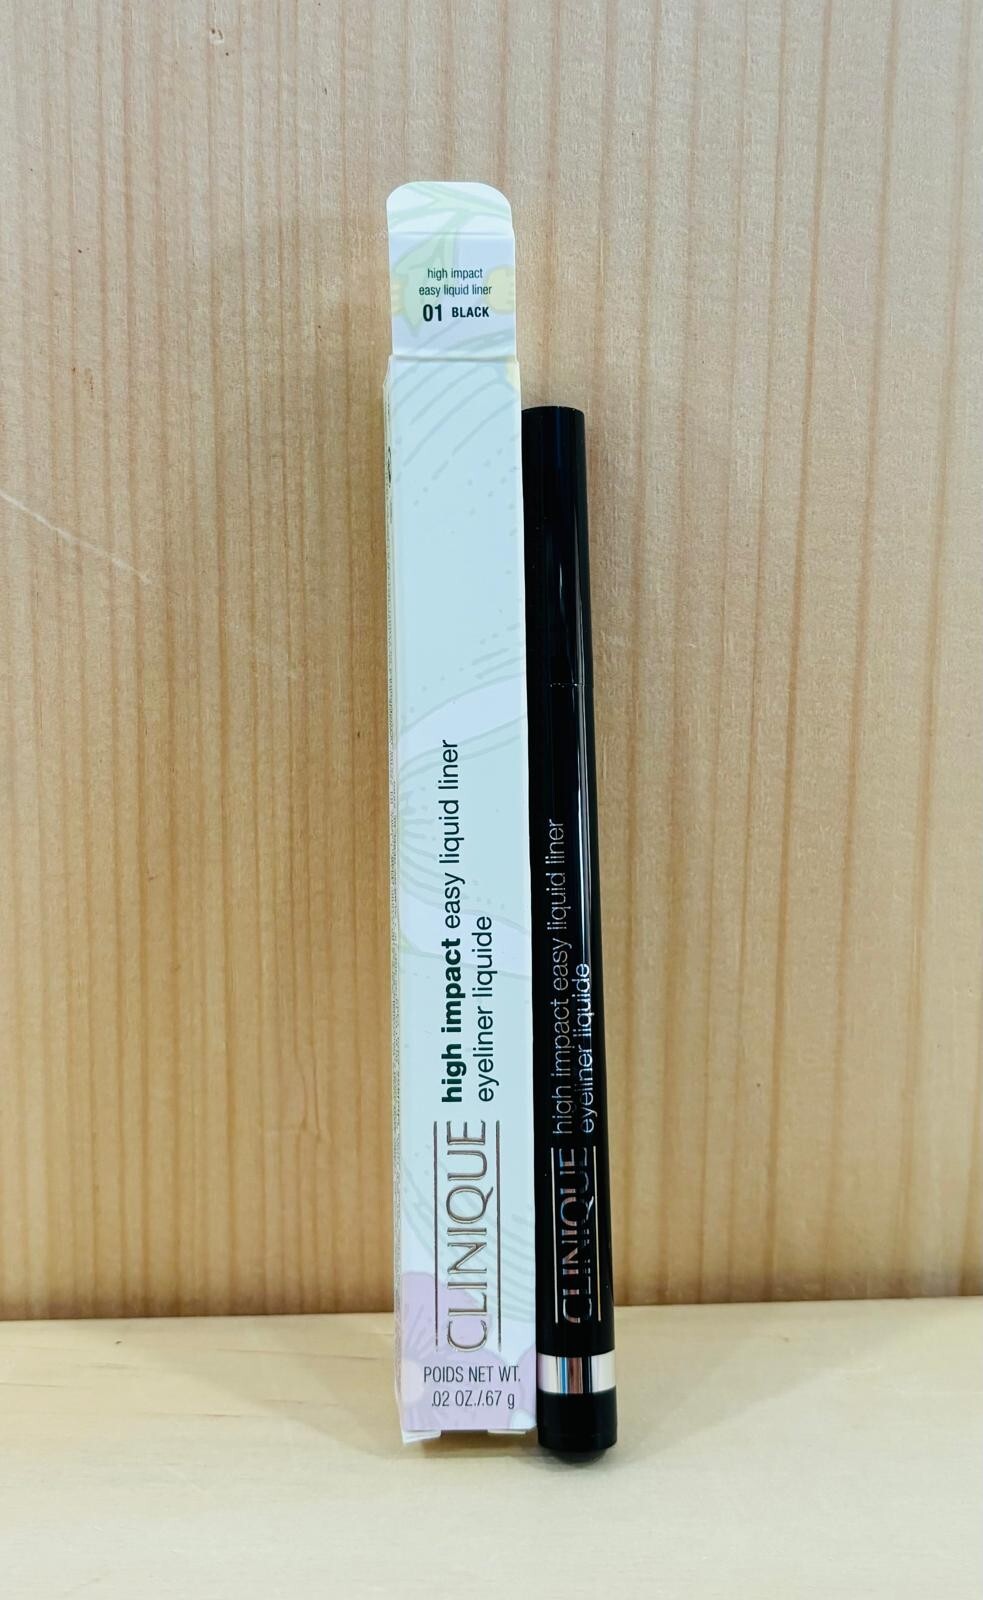 high impact
easy liquid liner
01 BLACK
CLINIQUE
high impact easy liquid liner
eyeliner liquide
POIDS NET WT.
.02 OZ./.67 g
CLINIQUE
high impact easy liquid liner
eyeliner liquide